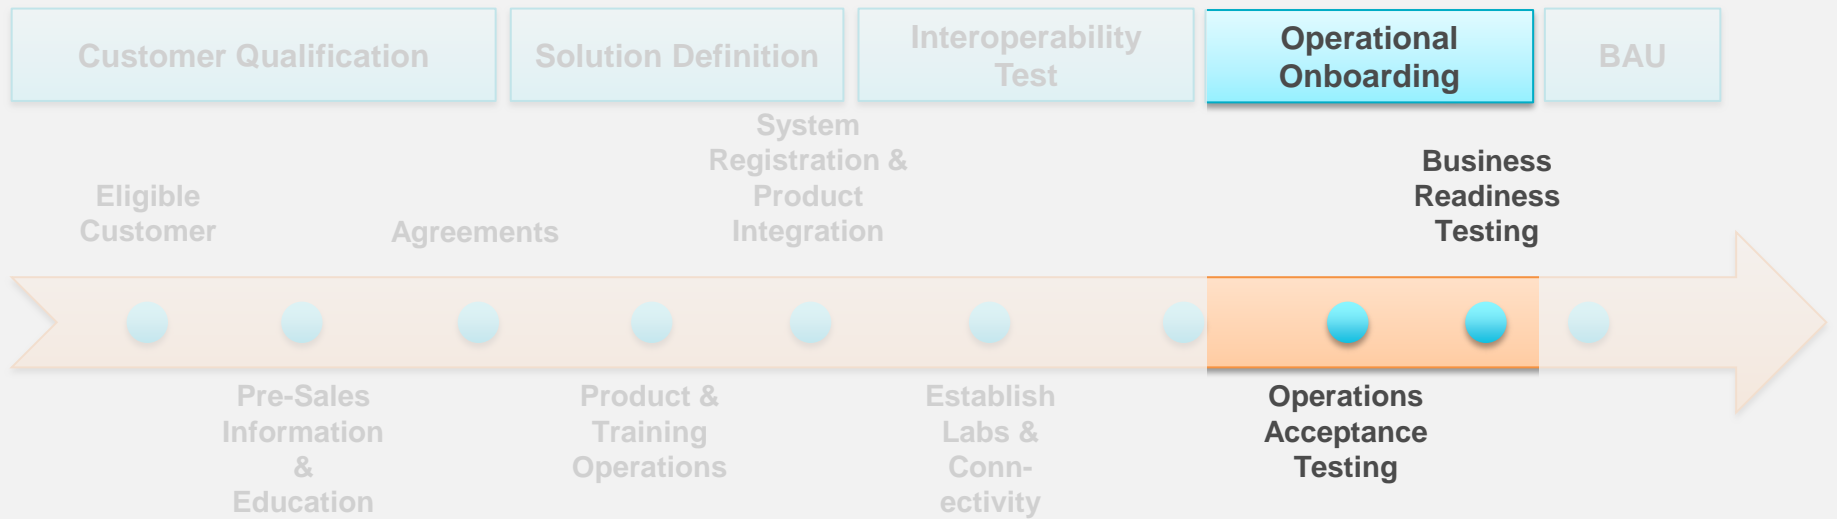 Customer Qualification
Solution Definition
Interoperability
Test
Operational
Onboarding
BAU
Eligible
Customer
Agreements
System
Registration &
Product
Integration
Business
Readiness
Testing
Pre-Sales
Information
&
Education
Product &
Training
Operations
Establish
Labs &
Conn-
ectivity
Operations
Acceptance
Testing